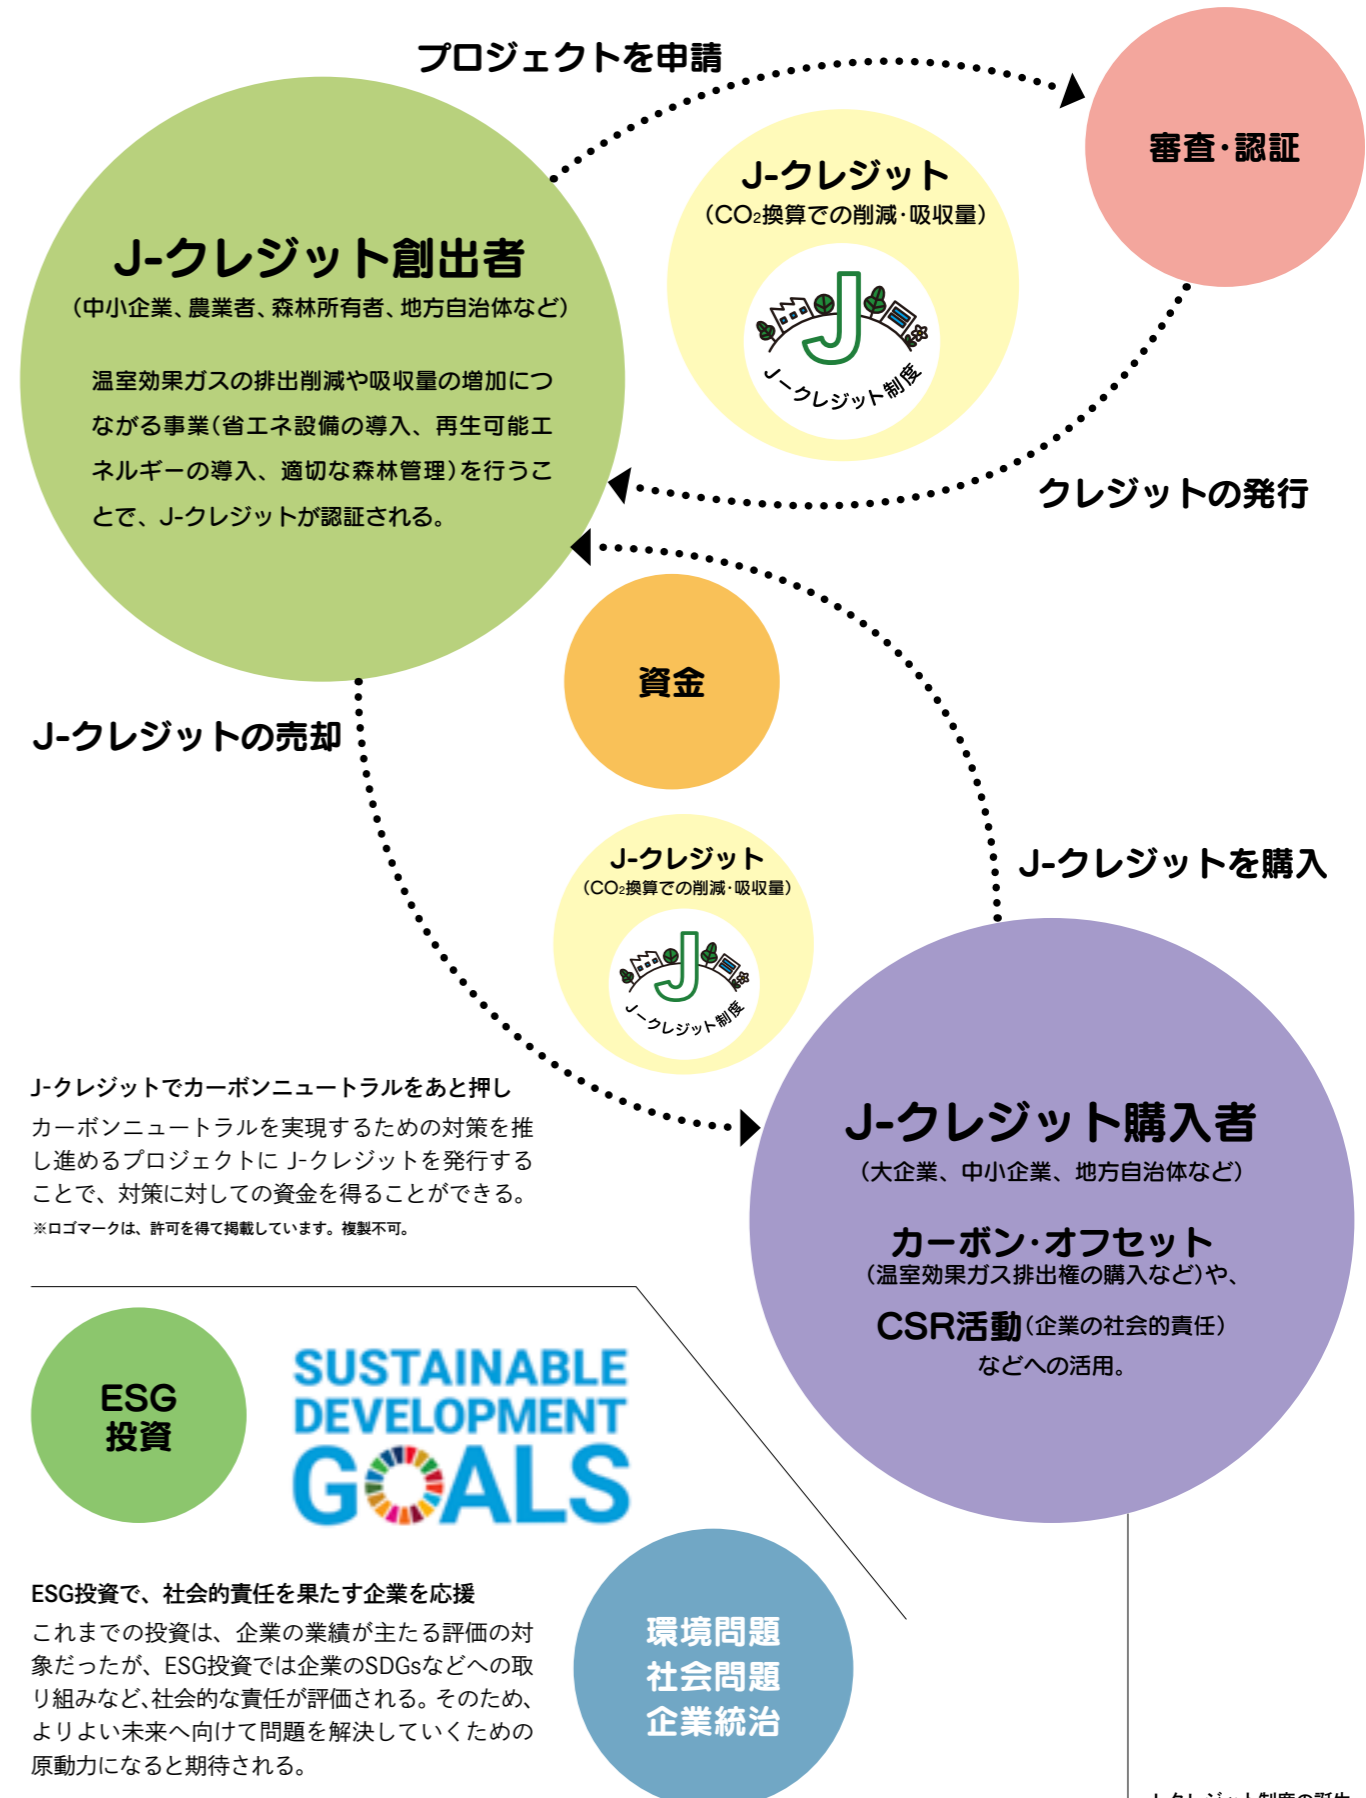 プロジェクトを申請
審査・認証
J-クレジット
（CO₂換算での削減・吸収量）
J
J－クレジット制度
J-クレジット創出者
（中小企業、農業者、森林所有者、地方自治体など）
温室効果ガスの排出削減や吸収量の増加につ
ながる事業（省エネ設備の導入、再生可能エ
ネルギーの導入、適切な森林管理）を行うこ
とで、J-クレジットが認証される。
クレジットの発行
資金
J-クレジットの売却
J-クレジット
（CO₂換算での削減・吸収量）
J
J－クレジット制度
J-クレジットを購入
J-クレジットでカーボンニュートラルをあと押し
カーボンニュートラルを実現するための対策を推
し進めるプロジェクトに J-クレジットを発行する
ことで、対策に対しての資金を得ることができる。
※ロゴマークは、許可を得て掲載しています。複製不可。
J-クレジット購入者
（大企業、中小企業、地方自治体など）
カーボン・オフセット
（温室効果ガス排出権の購入など）や、
CSR活動（企業の社会的責任）
などへの活用。
ESG
投資
SUSTAINABLE
DEVELOPMENT
GOALS
ESG投資で、社会的責任を果たす企業を応援
これまでの投資は、企業の業績が主たる評価の対
象だったが、ESG投資では企業のSDGsなどへの取
り組みなど、社会的な責任が評価される。そのため、
よりよい未来へ向けて問題を解決していくための
原動力になると期待される。
環境問題
社会問題
企業統治